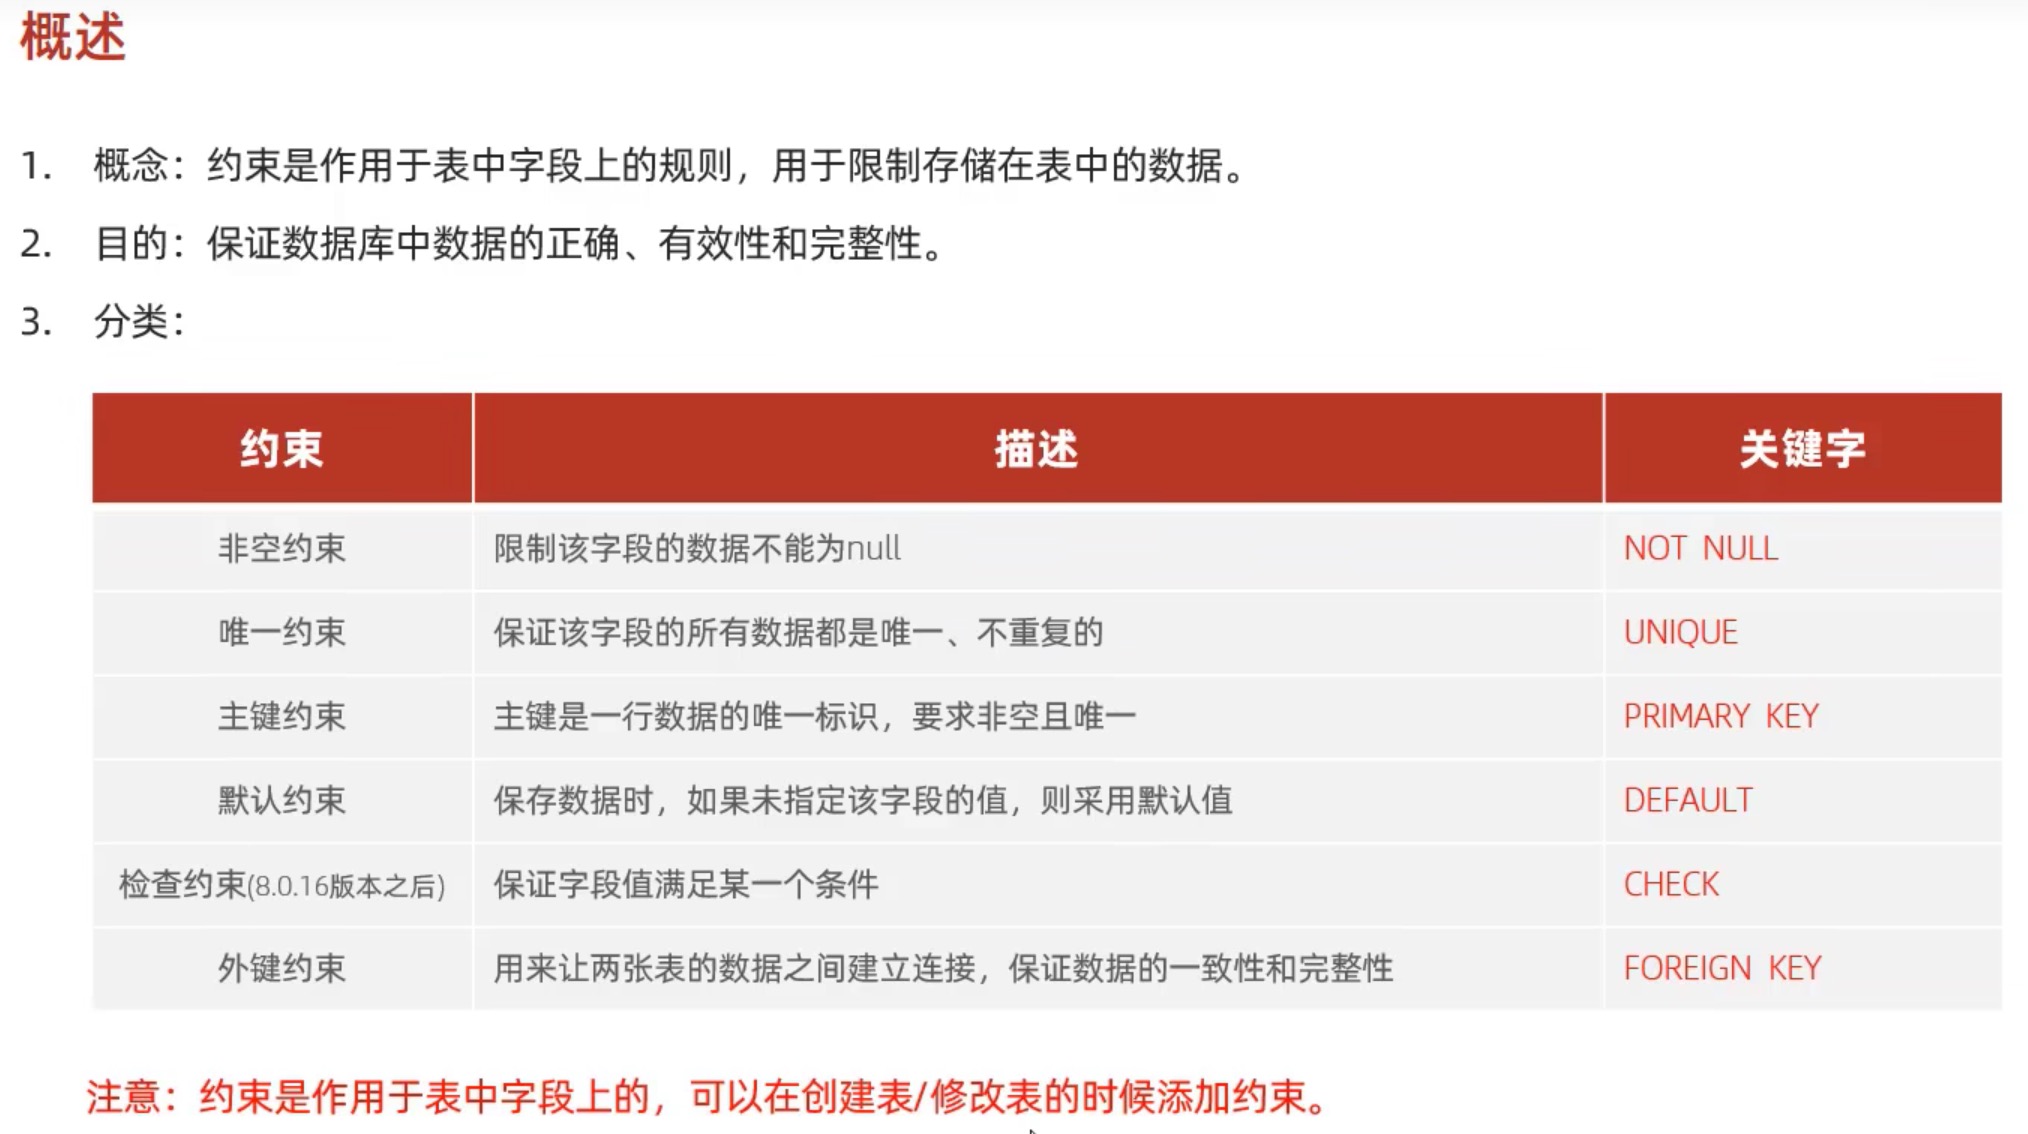 概述
1. 概念：约束是作用于表中字段上的规则，用于限制存储在表中的数据。
2. 目的：保证数据库中数据的正确、有效性和完整性。
3. 分类：
约束 描述 关键字
非空约束 限制该字段的数据不能为null NOT NULL
唯一约束 保证该字段的所有数据都是唯一、不重复的 UNIQUE
主键约束 主键是一行数据的唯一标识，要求非空且唯一 PRIMARY KEY
默认约束 保存数据时，如果未指定该字段的值，则采用默认值 DEFAULT
检查约束(8.0.16版本之后) 保证字段值满足某一个条件 CHECK
外键约束 用来让两张表的数据之间建立连接，保证数据的一致性和完整性 FOREIGN KEY
注意：约束是作用于表中字段上的，可以在创建表/修改表的时候添加约束。